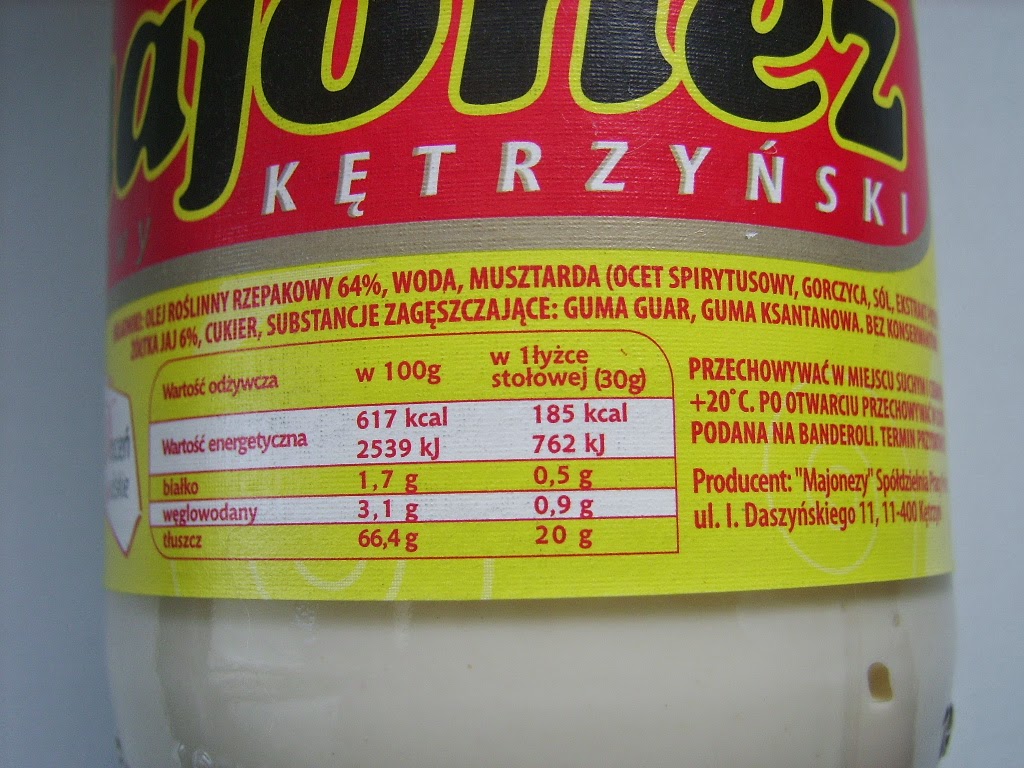 ajonez
KĘTRZYŃSKI
OLEJ ROŚLINNY RZEPAKOWY 64%, WODA, MUSZTARDA (OCET SPIRYTUSOWY, GORCZYCA, SÓL,
ŻÓŁTKA JAJ 6%, CUKIER, SUBSTANCJE ZAGĘSZCZAJĄCE: GUMA GUAR, GUMA KSANTANOWA. BEZ
Wartość odżywcza w 100g w 1łyżce stołowej (30g)
Wartość energetyczna 617 kcal 185 kcal
2539 kJ 762 kJ
białko 1,7 g 0,5 g
węglowodany 3,1 g 0,9 g
tłuszcz 66,4 g 20 g
PRZECHOWYWAĆ W MIEJSCU SUCHYM
+20°C. PO OTWARCIU PRZECHOWYWAĆ
PODANA NA BANDEROLI. TERMIN
Producent: "Majonezy" Spółdzielnia
ul. I. Daszyńskiego 11, 11-400